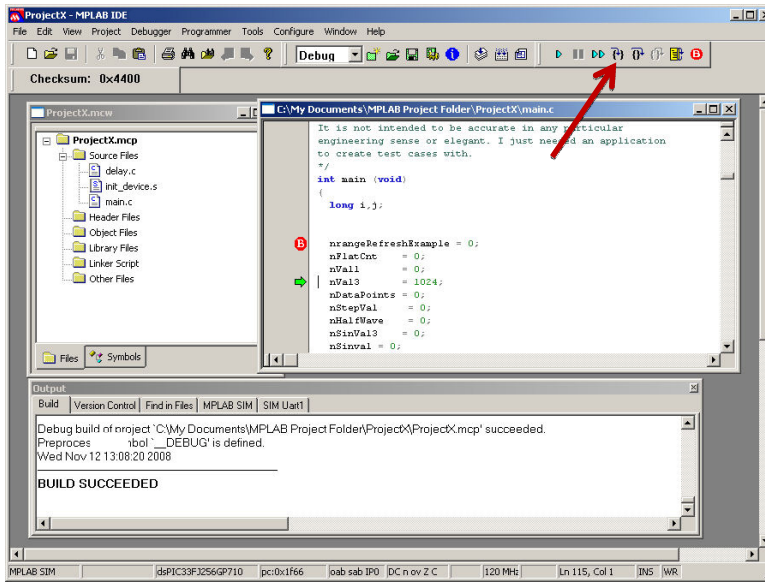 ProjectX - MPLAB IDE
File Edit View Project Debugger Programmer Tools Configure Window Help
Debug
Checksum: 0x4400
ProjectX.mcw
ProjectX.mcp
Source Files
delay.c
init_device.s
main.c
Header Files
Object Files
Library Files
Linker Script
Other Files
Files Symbols
C:\My Documents\MPLAB Project Folder\ProjectX\main.c
It is not intended to be accurate in any particular
engineering sense or elegant. I just needed an application
to create test cases with.
*/
int main (void)
{
long i,j;
B nrangeRefreshExample = 0;
nFlatCnt = 0;
nVal1 = 0;
nVal3 = 1024;
nDataPoints = 0;
nStepVal = 0;
nHalfWave = 0;
nSinVal3 = 0;
nSinval = 0;
Output
Build Version Control Find in Files MPLAB SIM SIM Uart1
Debug build of project `C:\My Documents\MPLAB Project Folder\ProjectX\ProjectX.mcp' succeeded.
Preproces bol `__DEBUG' is defined.
Wed Nov 12 13:08:20 2008
BUILD SUCCEEDED
MPLAB SIM dsPIC33FJ256GP710 pc:0x1f66 oab sab IP0 DC n ov Z C 120 MHz Ln 115, Col 1 INS WR